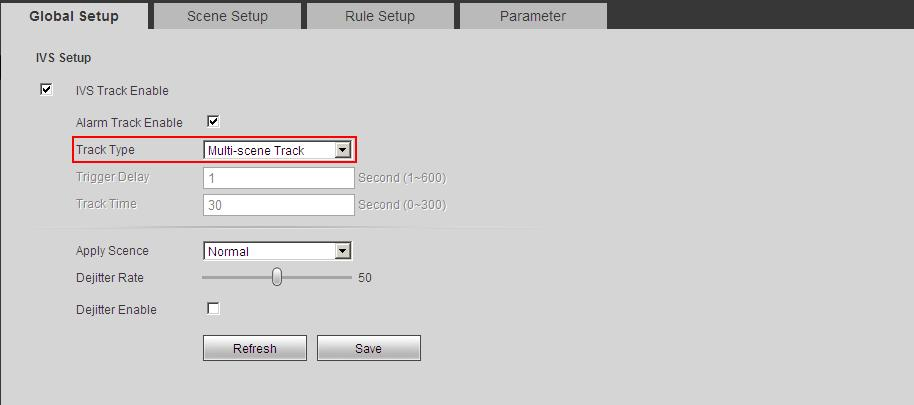 Global Setup Scene Setup Rule Setup Parameter
IVS Setup
IVS Track Enable
Alarm Track Enable
Track Type Multi-scene Track
Trigger Delay 1 Second (1~600)
Track Time 30 Second (0~300)
Apply Scence Normal
Dejitter Rate 50
Dejitter Enable
Refresh Save